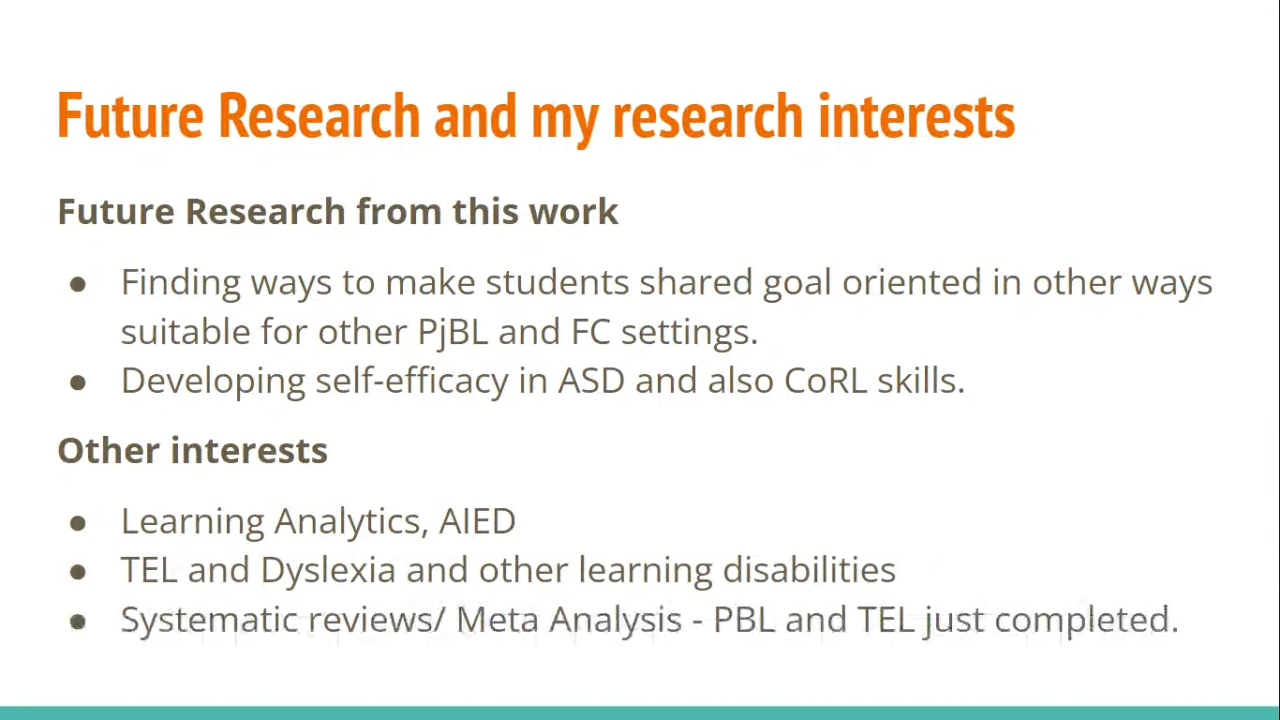 Future Research and my research interests
Future Research from this work
● Finding ways to make students shared goal oriented in other ways
suitable for other PjBL and FC settings.
● Developing self-efficacy in ASD and also CoRL skills.
Other interests
● Learning Analytics, AIED
● TEL and Dyslexia and other learning disabilities
● Systematic reviews/ Meta Analysis - PBL and TEL just completed.